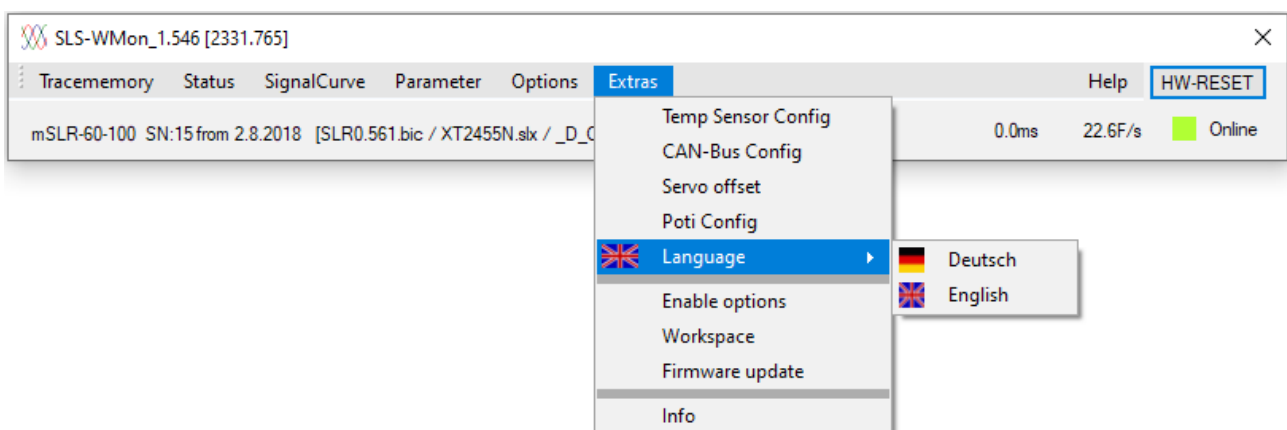 SLS-WMon_1.546 [2331.765]
Tracememory Status SignalCurve Parameter Options Extras Help HW-RESET
mSLR-60-100 SN:15 from 2.8.2018 [SLR0.561.bic / XT2455N.slx / _D_ 0.0ms 22.6F/s Online
Temp Sensor Config
CAN-Bus Config
Servo offset
Poti Config
Language
Deutsch
English
Enable options
Workspace
Firmware update
Info